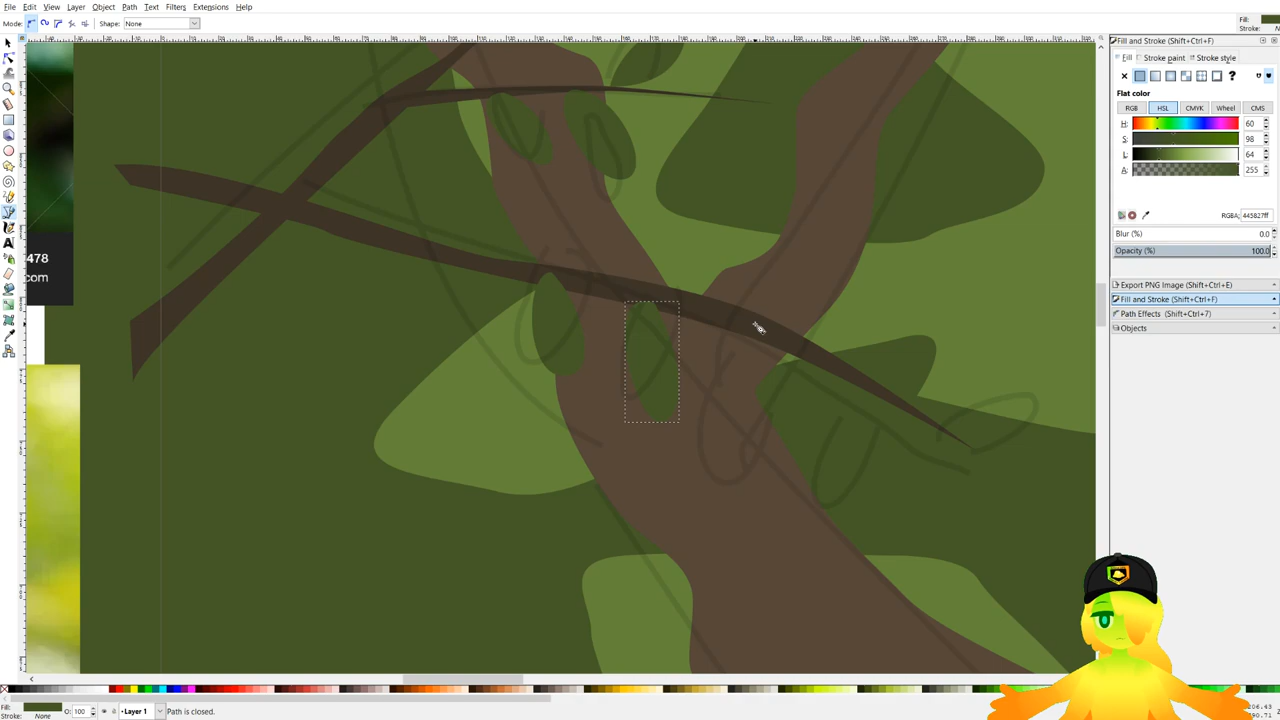 File Edit View Layer Object Path Text Filters Extensions Help
Mode: Shape: None
Fill:
Stroke:
Fill and Stroke (Shift+Ctrl+F)
Fill Stroke paint Stroke style
Flat color
RGB HSL CMYK Wheel CMS
H: 60
S: 98
L: 64
A: 255
RGBA: 445827ff
Blur (%) 0.0
Opacity (%) 100.0
Export PNG Image (Shift+Ctrl+E)
Fill and Stroke (Shift+Ctrl+F)
Path Effects (Shift+Ctrl+7)
Objects
478
com
Fill:
Stroke: None
O: 100
Layer 1
Path is closed.